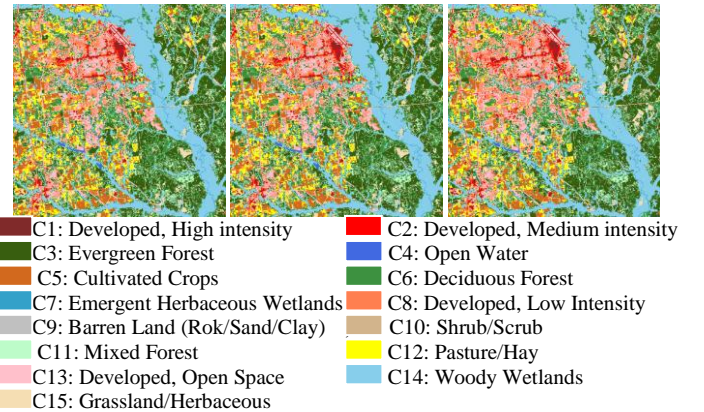 C1: Developed, High intensity
C2: Developed, Medium intensity
C3: Evergreen Forest
C4: Open Water
C5: Cultivated Crops
C6: Deciduous Forest
C7: Emergent Herbaceous Wetlands
C8: Developed, Low Intensity
C9: Barren Land (Rok/Sand/Clay)
C10: Shrub/Scrub
C11: Mixed Forest
C12: Pasture/Hay
C13: Developed, Open Space
C14: Woody Wetlands
C15: Grassland/Herbaceous